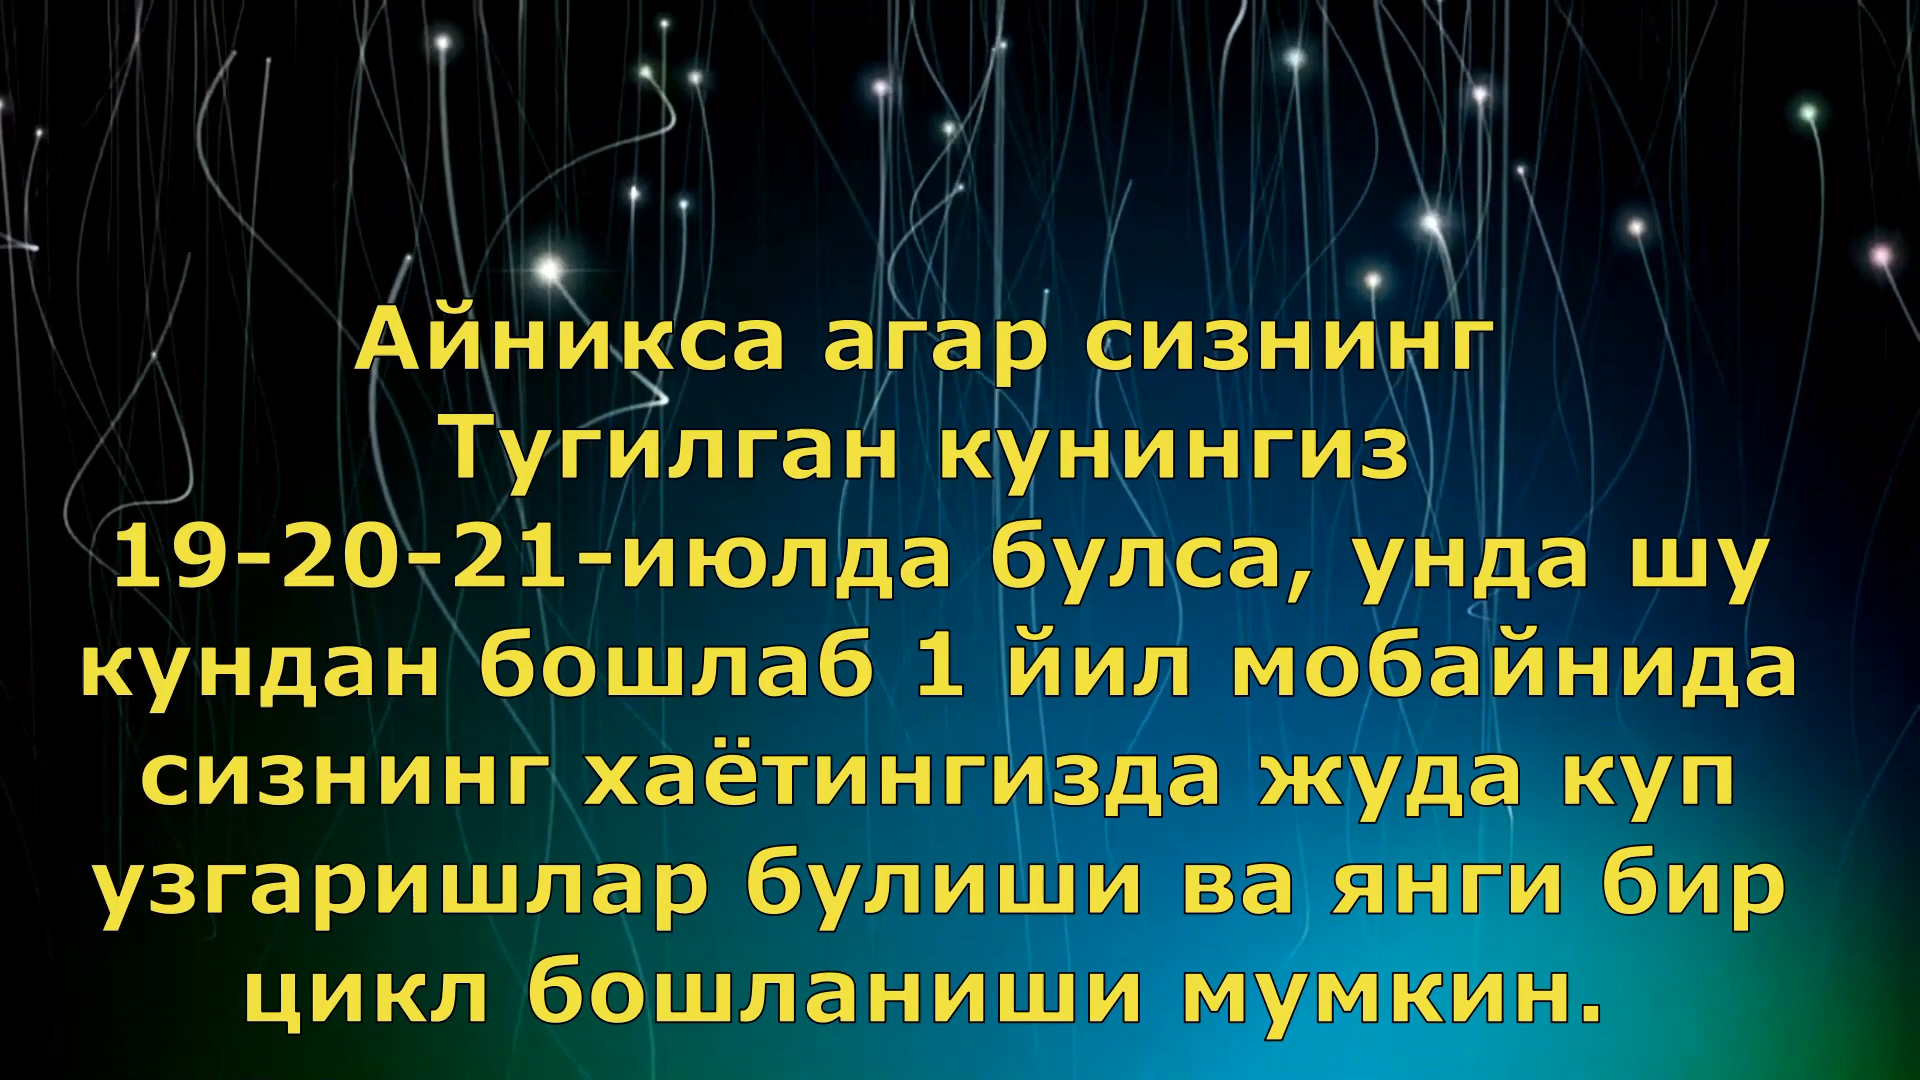 Айникса агар сизнинг
Тугилган кунингиз
19-20-21-июлда булса, унда шу
кундан бошлаб 1 йил мобайнида
сизнинг хаётингизда жуда куп
узгаришлар булиши ва янги бир
цикл бошланиши мумкин.